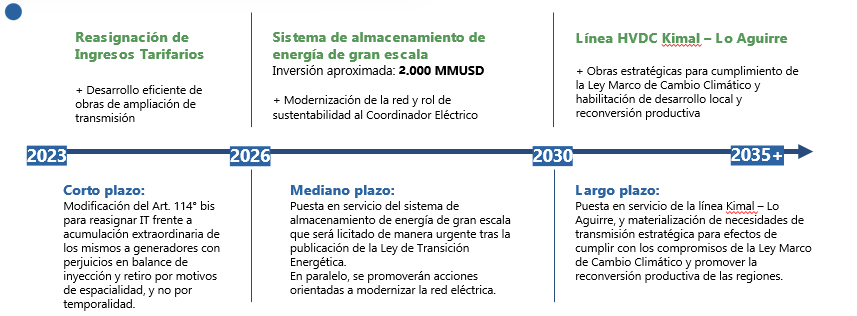 Reasignación de
Ingresos Tarifarios
+ Desarrollo eficiente de
obras de ampliación de
transmisión
Sistema de almacenamiento de
energía de gran escala
Inversión aproximada: 2.000 MMUSD
+ Modernización de la red y rol de
sustentabilidad al Coordinador Eléctrico
Línea HVDC Kimal – Lo Aguirre
+ Obras estratégicas para cumplimiento de
la Ley Marco de Cambio Climático y
habilitación de desarrollo local y
reconversión productiva
2023
2026
2030
2035+
Corto plazo:
Modificación del Art. 114° bis
para reasignar IT frente a
acumulación extraordinaria de
los mismos a generadores con
perjuicios en balance de
inyección y retiro por motivos
de espacialidad, y no por
temporalidad.
Mediano plazo:
Puesta en servicio del sistema de
almacenamiento de energía de gran escala
que será licitado de manera urgente tras la
publicación de la Ley de Transición
Energética.
En paralelo, se promoverán acciones
orientadas a modernizar la red eléctrica.
Largo plazo:
Puesta en servicio de la línea Kimal – Lo
Aguirre, y materialización de necesidades de
transmisión estratégica para efectos de
cumplir con los compromisos de la Ley Marco
de Cambio Climático y promover la
reconversión productiva de las regiones.